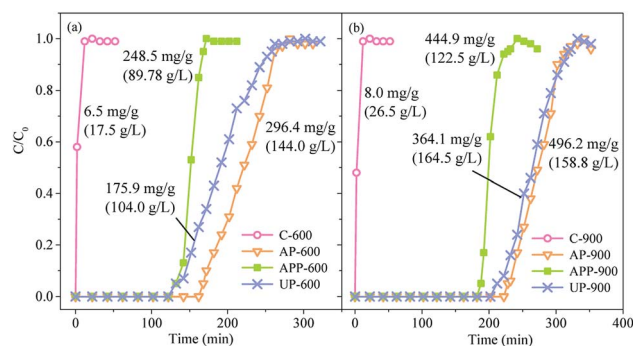 (a)
(b)
C/C0
1.0
0.8
0.6
0.4
0.2
0.0
248.5 mg/g
(89.78 g/L)
6.5 mg/g
(17.5 g/L)
296.4 mg/g
(144.0 g/L)
175.9 mg/g
(104.0 g/L)
C-600
AP-600
APP-600
UP-600
0 100 200 300
Time (min)
444.9 mg/g
(122.5 g/L)
8.0 mg/g
(26.5 g/L)
364.1 mg/g
(164.5 g/L)
496.2 mg/g
(158.8 g/L)
C-900
AP-900
APP-900
UP-900
0 100 200 300 400
Time (min)